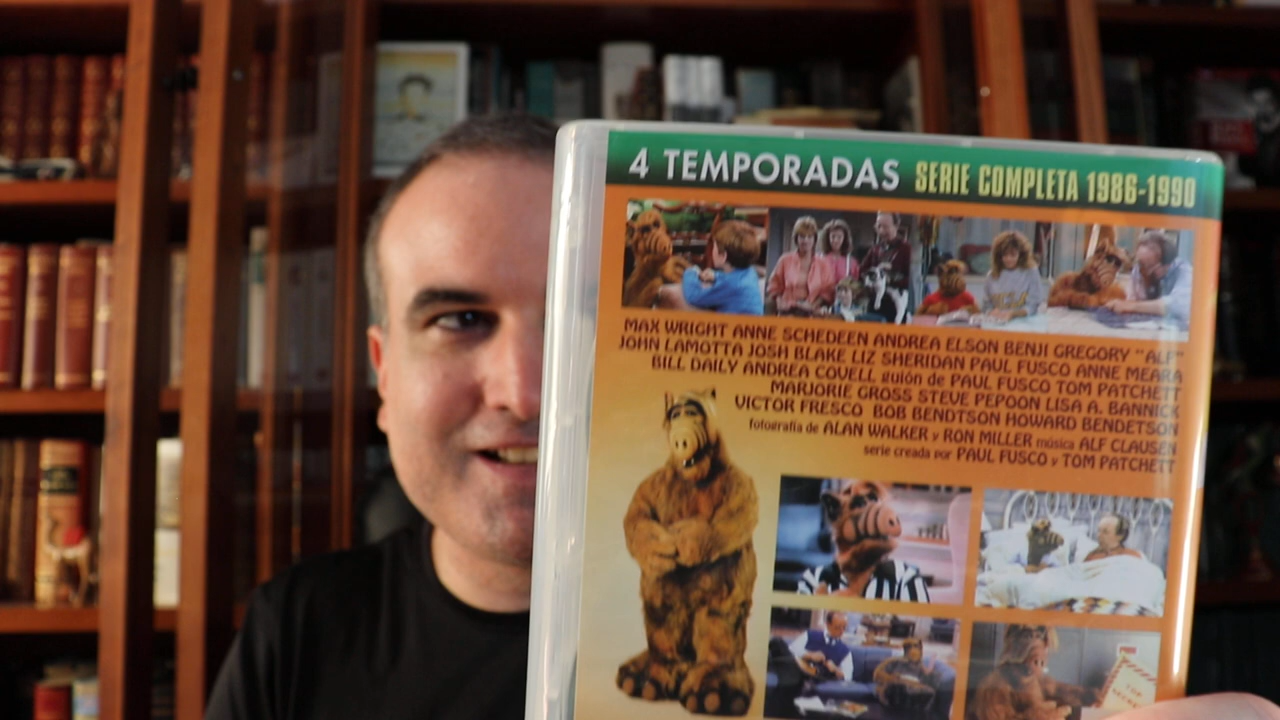 4 TEMPORADAS SERIE COMPLETA 1986-1990
MAX WRIGHT ANNE SCHEDEEN ANDREA ELSON BENJI GREGORY "ALF"
JOHN LAMOTTA JOSH BLAKE LIZ SHERIDAN PAUL FUSCO ANNE MEARA
BILL DAILY ANDREA COVELL guión de PAUL FUSCO TOM PATCHETT
MARJORIE GROSS STEVE PEPOON LISA A. BANNICK
VICTOR FRESCO BOB BENDTSON HOWARD BENDETSON
fotografía de ALAN WALKER y RON MILLER música ALF CLAUSEN
serie creada por PAUL FUSCO y TOM PATCHETT
TOP